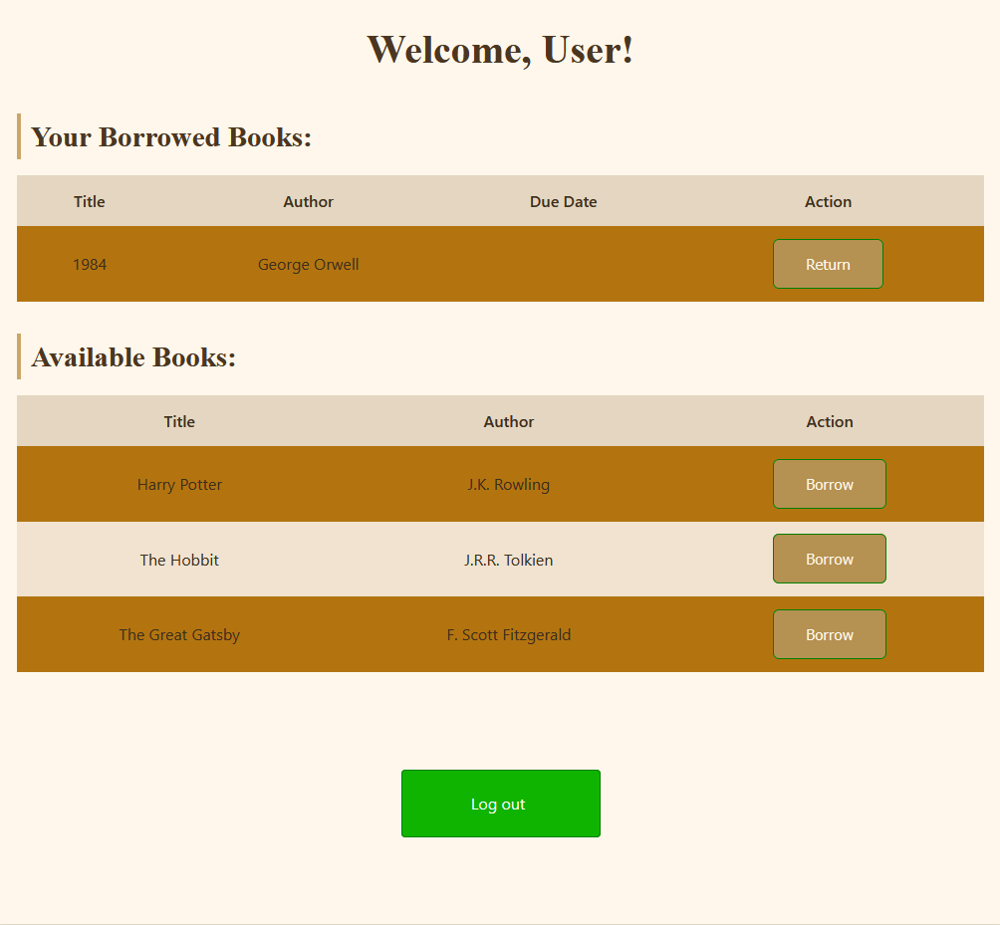 Welcome, User!
Your Borrowed Books:
Title Author Due Date Action
1984 George Orwell Return
Available Books:
Title Author Action
Harry Potter J.K. Rowling Borrow
The Hobbit J.R.R. Tolkien Borrow
The Great Gatsby F. Scott Fitzgerald Borrow
Log out